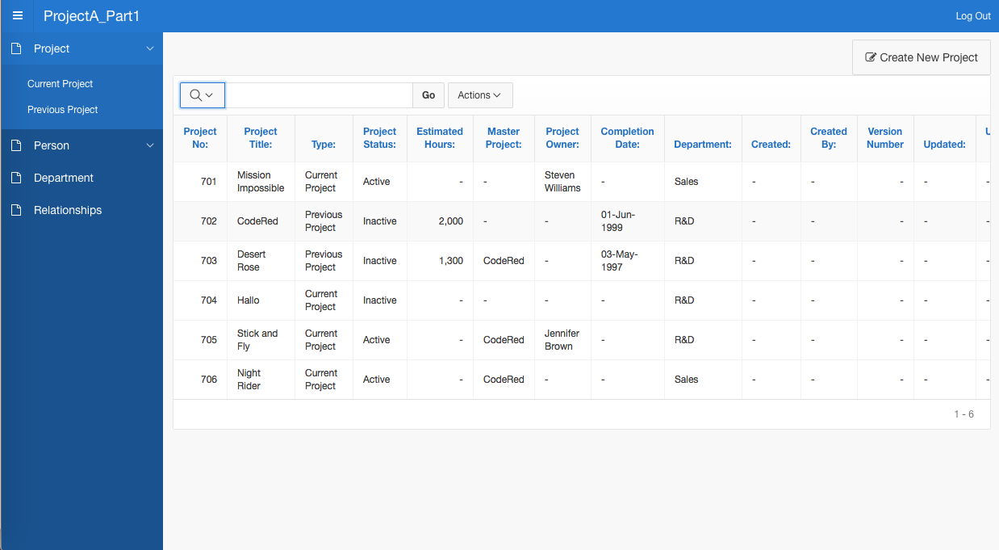 ProjectA_Part1
Log Out
Project
Current Project
Previous Project
Person
Department
Relationships
Create New Project
Go
Actions
Project No:
Project Title:
Type:
Project Status:
Estimated Hours:
Master Project:
Project Owner:
Completion Date:
Department:
Created:
Created By:
Version Number
Updated:
U
701 Mission Impossible Current Project Active - - Steven Williams - Sales - - - - -
702 CodeRed Previous Project Inactive 2,000 - - 01-Jun-1999 R&D - - - - -
703 Desert Rose Previous Project Inactive 1,300 CodeRed - 03-May-1997 R&D - - - - -
704 Hallo Current Project Inactive - - - - R&D - - - - -
705 Stick and Fly Current Project Active - CodeRed Jennifer Brown - R&D - - - - -
706 Night Rider Current Project Active - CodeRed - - Sales - - - - -
1 - 6